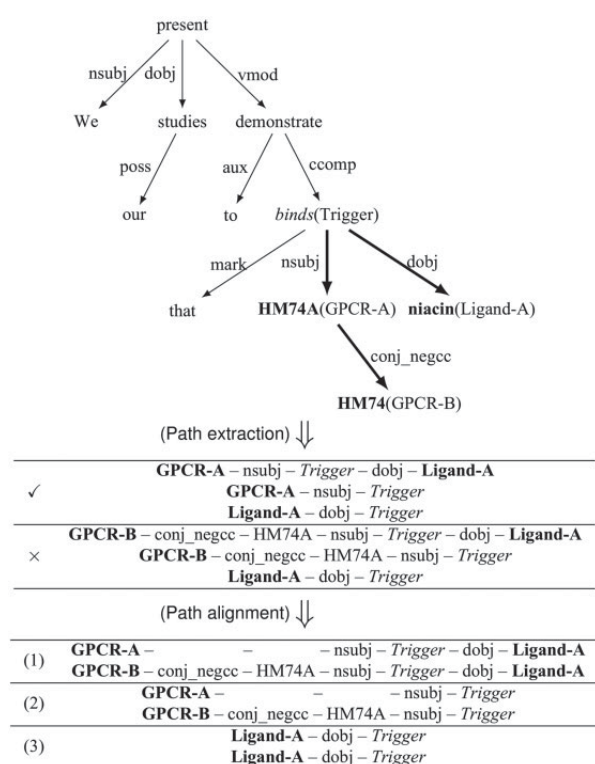 present
nsubj dobj vmod
We studies demonstrate
poss aux ccomp
our to binds(Trigger)
mark nsubj dobj
that HM74A(GPCR-A) niacin(Ligand-A)
conj_negcc
HM74(GPCR-B)
(Path extraction) ⇓
GPCR-A – nsubj – Trigger – dobj – Ligand-A
✓ GPCR-A – nsubj – Trigger
Ligand-A – dobj – Trigger
GPCR-B – conj_negcc – HM74A – nsubj – Trigger – dobj – Ligand-A
× GPCR-B – conj_negcc – HM74A – nsubj – Trigger
Ligand-A – dobj – Trigger
(Path alignment) ⇓
(1) GPCR-A – – – nsubj – Trigger – dobj – Ligand-A
GPCR-B – conj_negcc – HM74A – nsubj – Trigger – dobj – Ligand-A
(2) GPCR-A – – – nsubj – Trigger
GPCR-B – conj_negcc – HM74A – nsubj – Trigger
(3) Ligand-A – dobj – Trigger
Ligand-A – dobj – Trigger